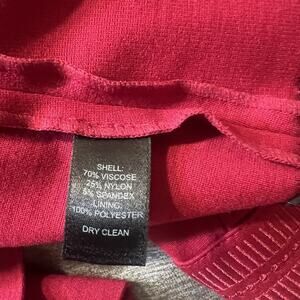 SHELL:
70% VISCOSE
25% NYLON
5% SPANDEX
LINING:
100% POLYESTER
DRY CLEAN